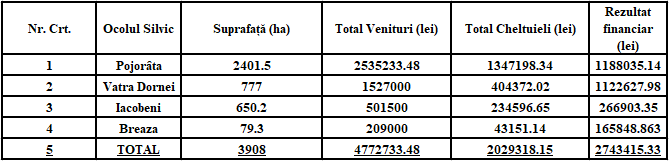 Nr. Crt. Ocolul Silvic Suprafață (ha) Total Venituri (lei) Total Cheltuieli (lei) Rezultat financiar (lei)
1 Pojorâta 2401.5 2535233.48 1347198.34 1188035.14
2 Vatra Dornei 777 1527000 404372.02 1122627.98
3 Iacobeni 650.2 501500 234596.65 266903.35
4 Breaza 79.3 209000 43151.14 165848.863
5 TOTAL 3908 4772733.48 2029318.15 2743415.33